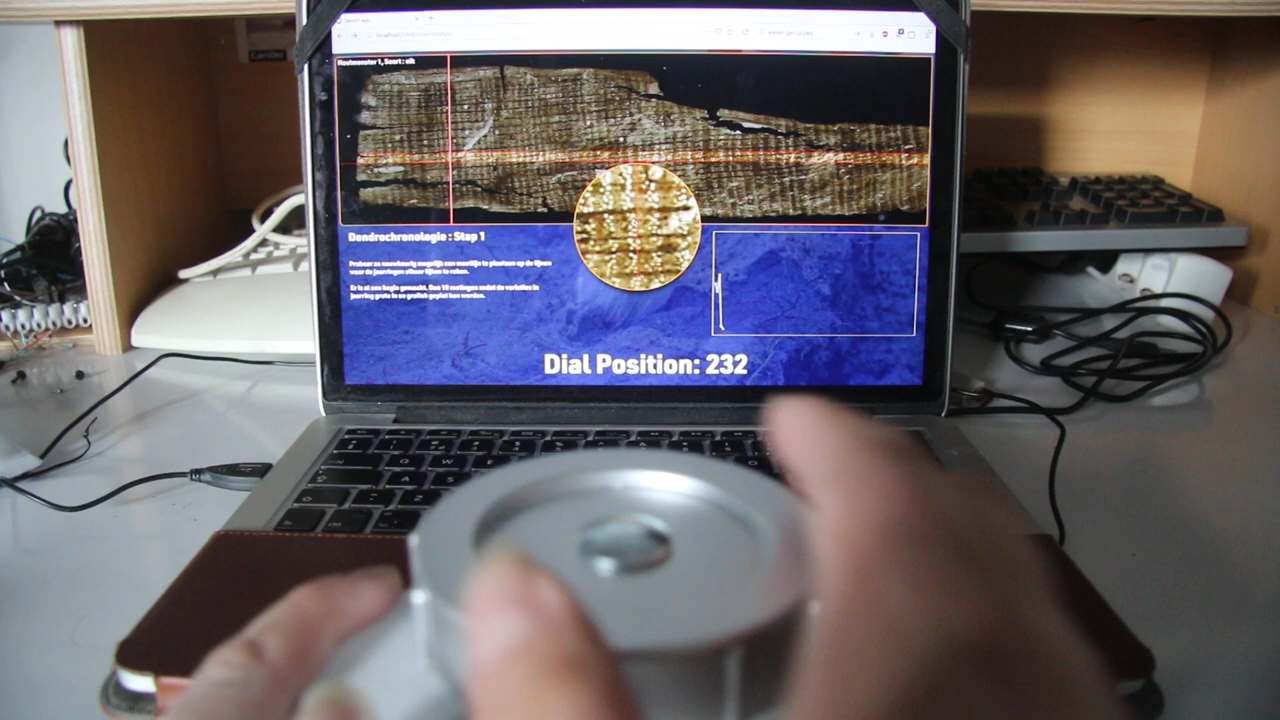 Houtmonster 1, Soort : eik
Dendrochronologie : Stap 1
Probeer zo nauwkeurig mogelijk een meetlijn te plaatsen op de lijnen
waar de jaarringen elkaar lijken te raken.
Er is al een begin gemaakt. Doe 10 metingen zodat de variaties in
jaarring grote in een grafiek geplot kan worden.
Dial Position: 232